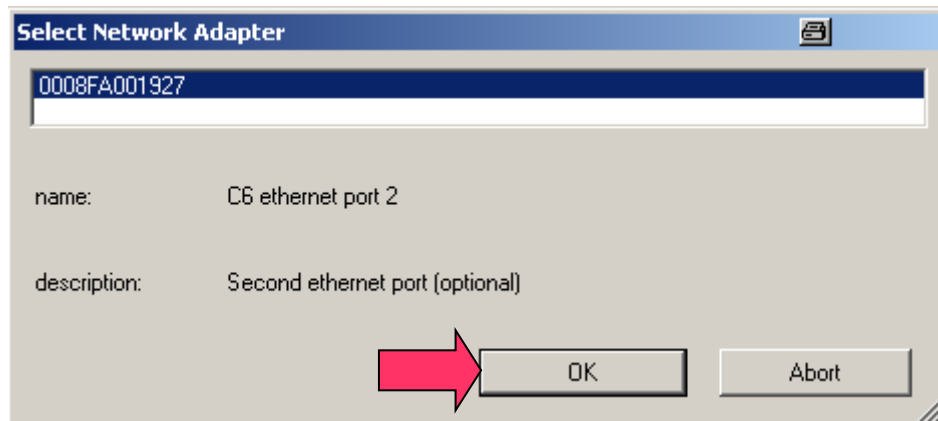 Select Network Adapter
0008FA001927
name: C6 ethernet port 2
description: Second ethernet port (optional)
OK Abort